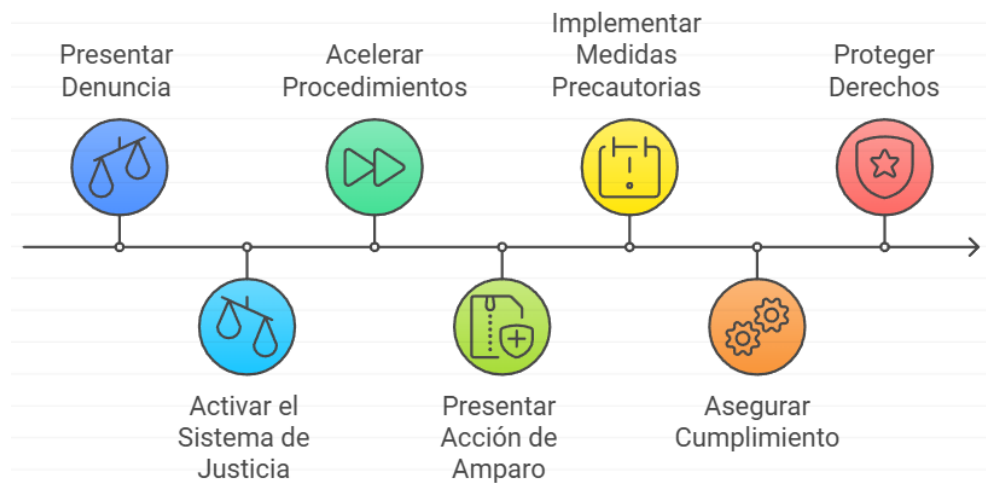 Presentar
Denuncia
Activar el
Sistema de
Justicia
Acelerar
Procedimientos
Presentar
Acción de
Amparo
Implementar
Medidas
Precautorias
Asegurar
Cumplimiento
Proteger
Derechos